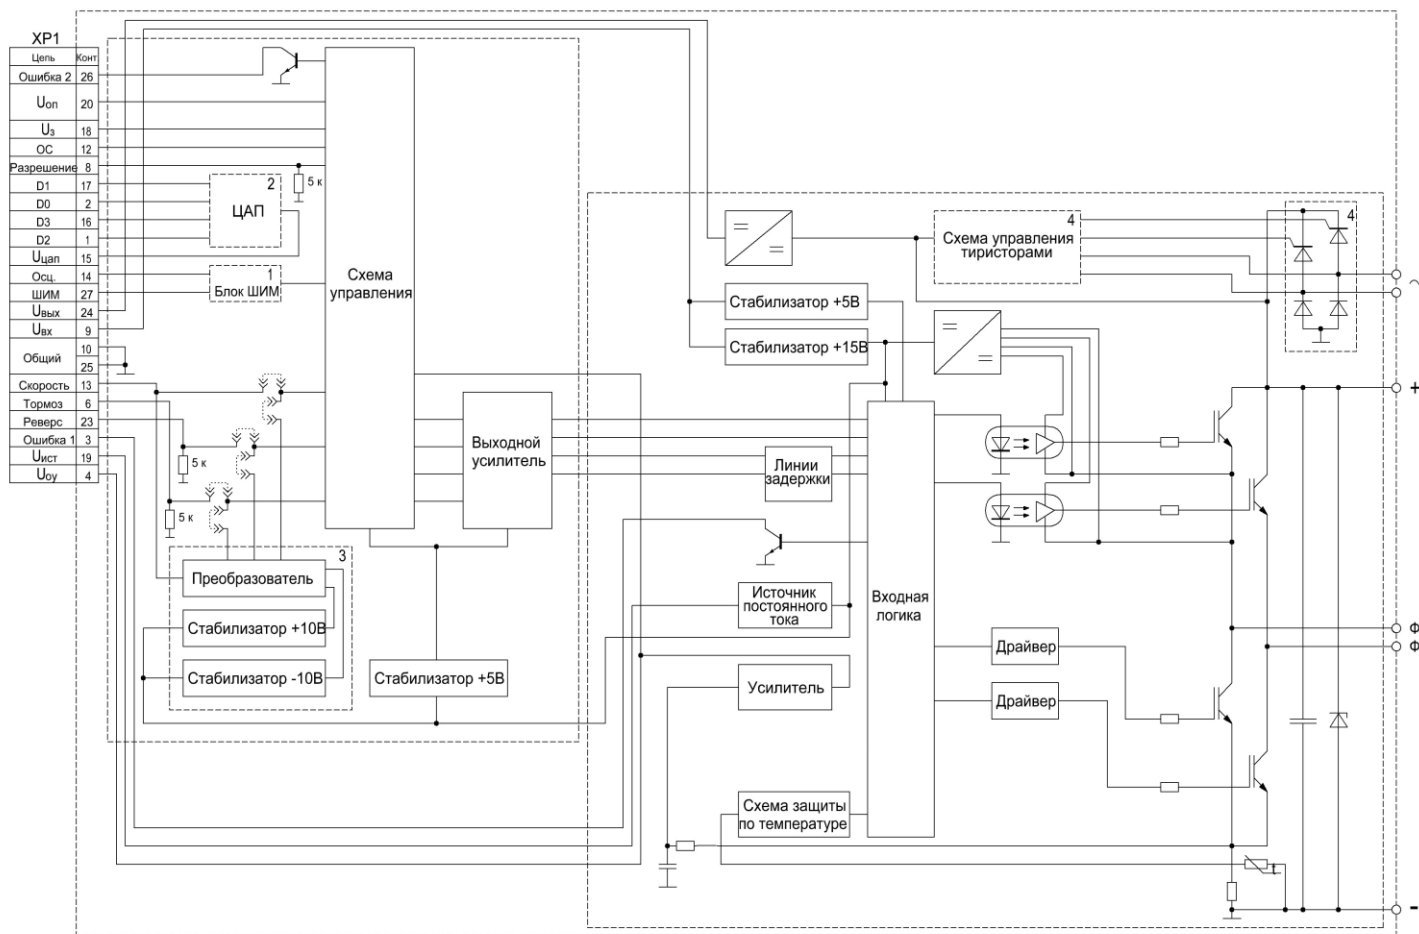 XP1
Цепь Конт
Ошибка 2 26
Uоп 20
Uз 18
ОС 12
Разрешение 8
D1 17
D0 2
D3 16
D2 1
Uцап 15
Осц. 14
ШИМ 27
Uвых 24
Uвх 9
Общий 10
25
Скорость 13
Тормоз 6
Реверс 23
Ошибка 1 3
Uист 19
Uоу 4
5 к
2
ЦАП
1
Блок ШИМ
Схема
управления
5 к
5 к
Выходной
усилитель
3
Преобразователь
Стабилизатор +10В
Стабилизатор -10В
Стабилизатор +5В
4
Схема управления
тиристорами
4
Стабилизатор +5В
Стабилизатор +15В
Линии
задержки
Источник
постоянного
тока
Усилитель
Схема защиты
по температуре
Входная
логика
Драйвер
Драйвер
t
+
Ф
Ф
-